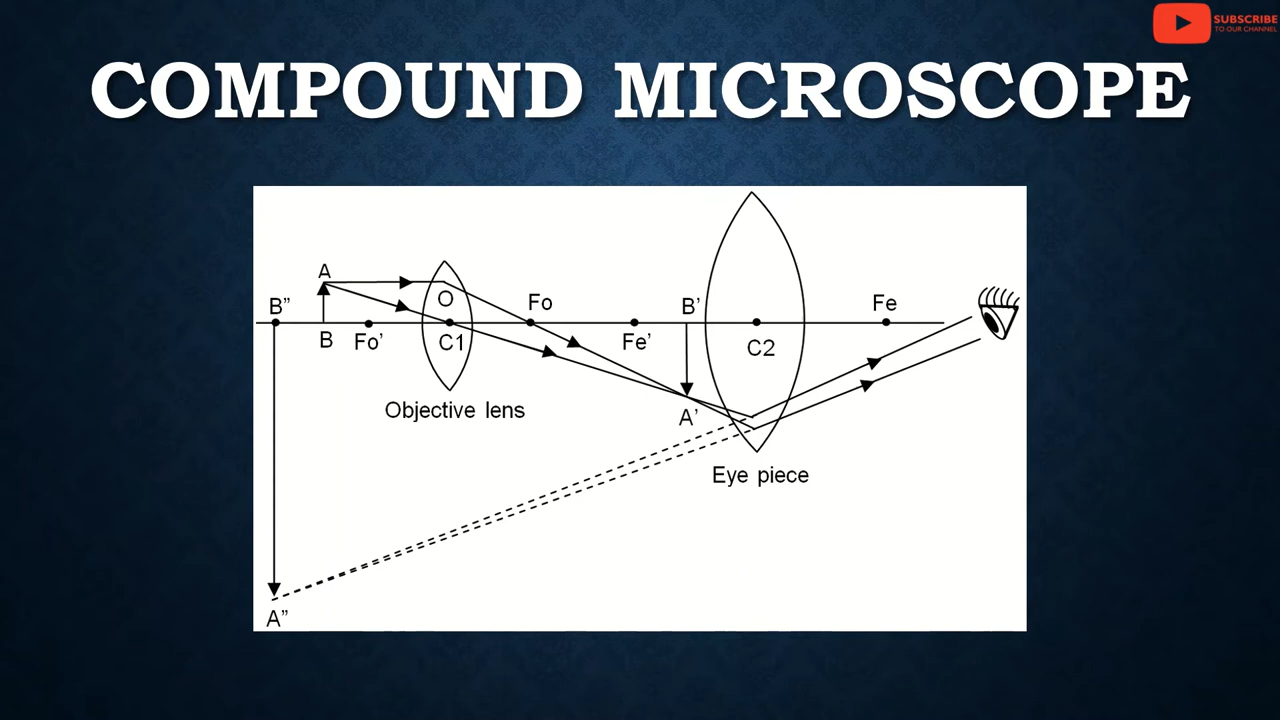 SUBSCRIBE
TO OUR CHANNEL
COMPOUND MICROSCOPE
A
B” O Fo B’ Fe
B Fo’ C1 Fe’ C2
Objective lens
A’
Eye piece
A”